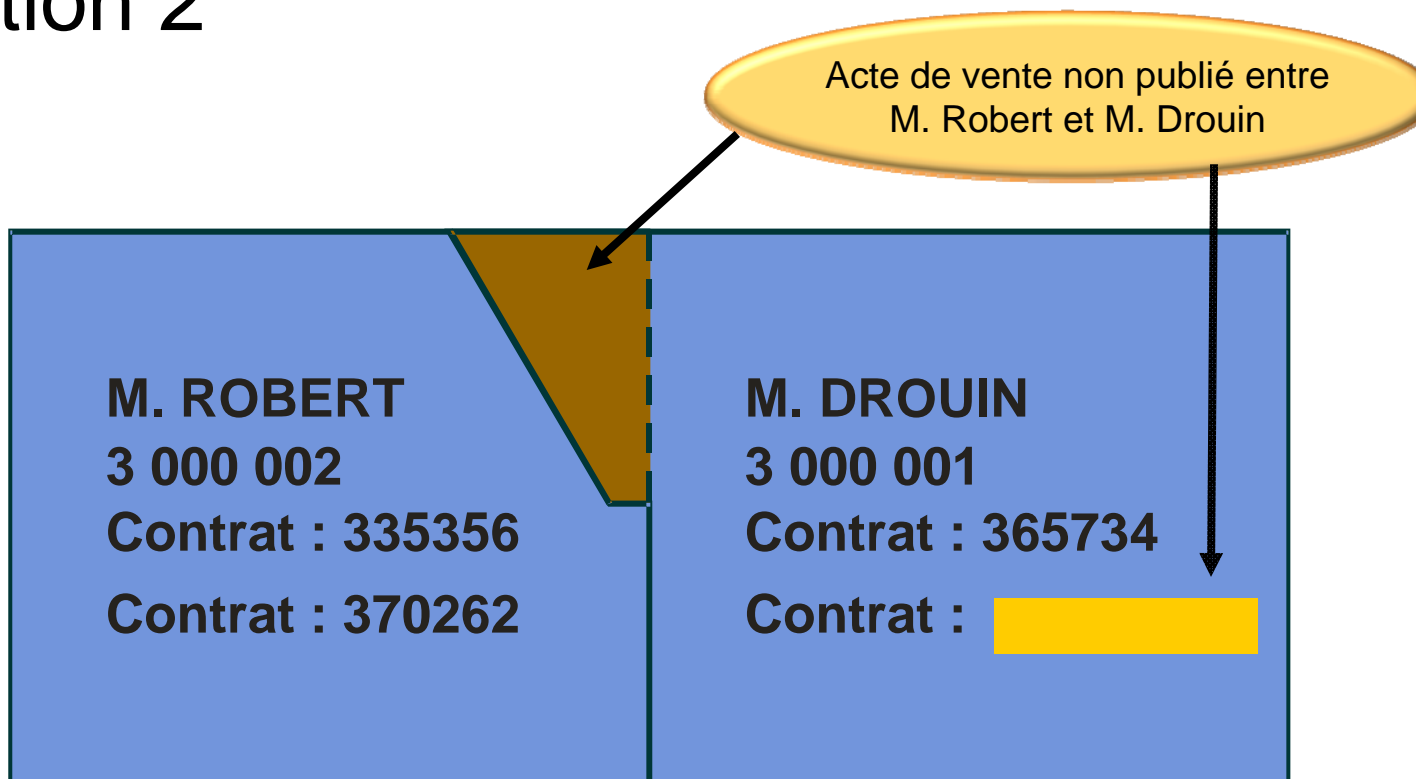 tion 2
Acte de vente non publié entre
M. Robert et M. Drouin
M. ROBERT
3 000 002
Contrat : 335356
Contrat : 370262
M. DROUIN
3 000 001
Contrat : 365734
Contrat :